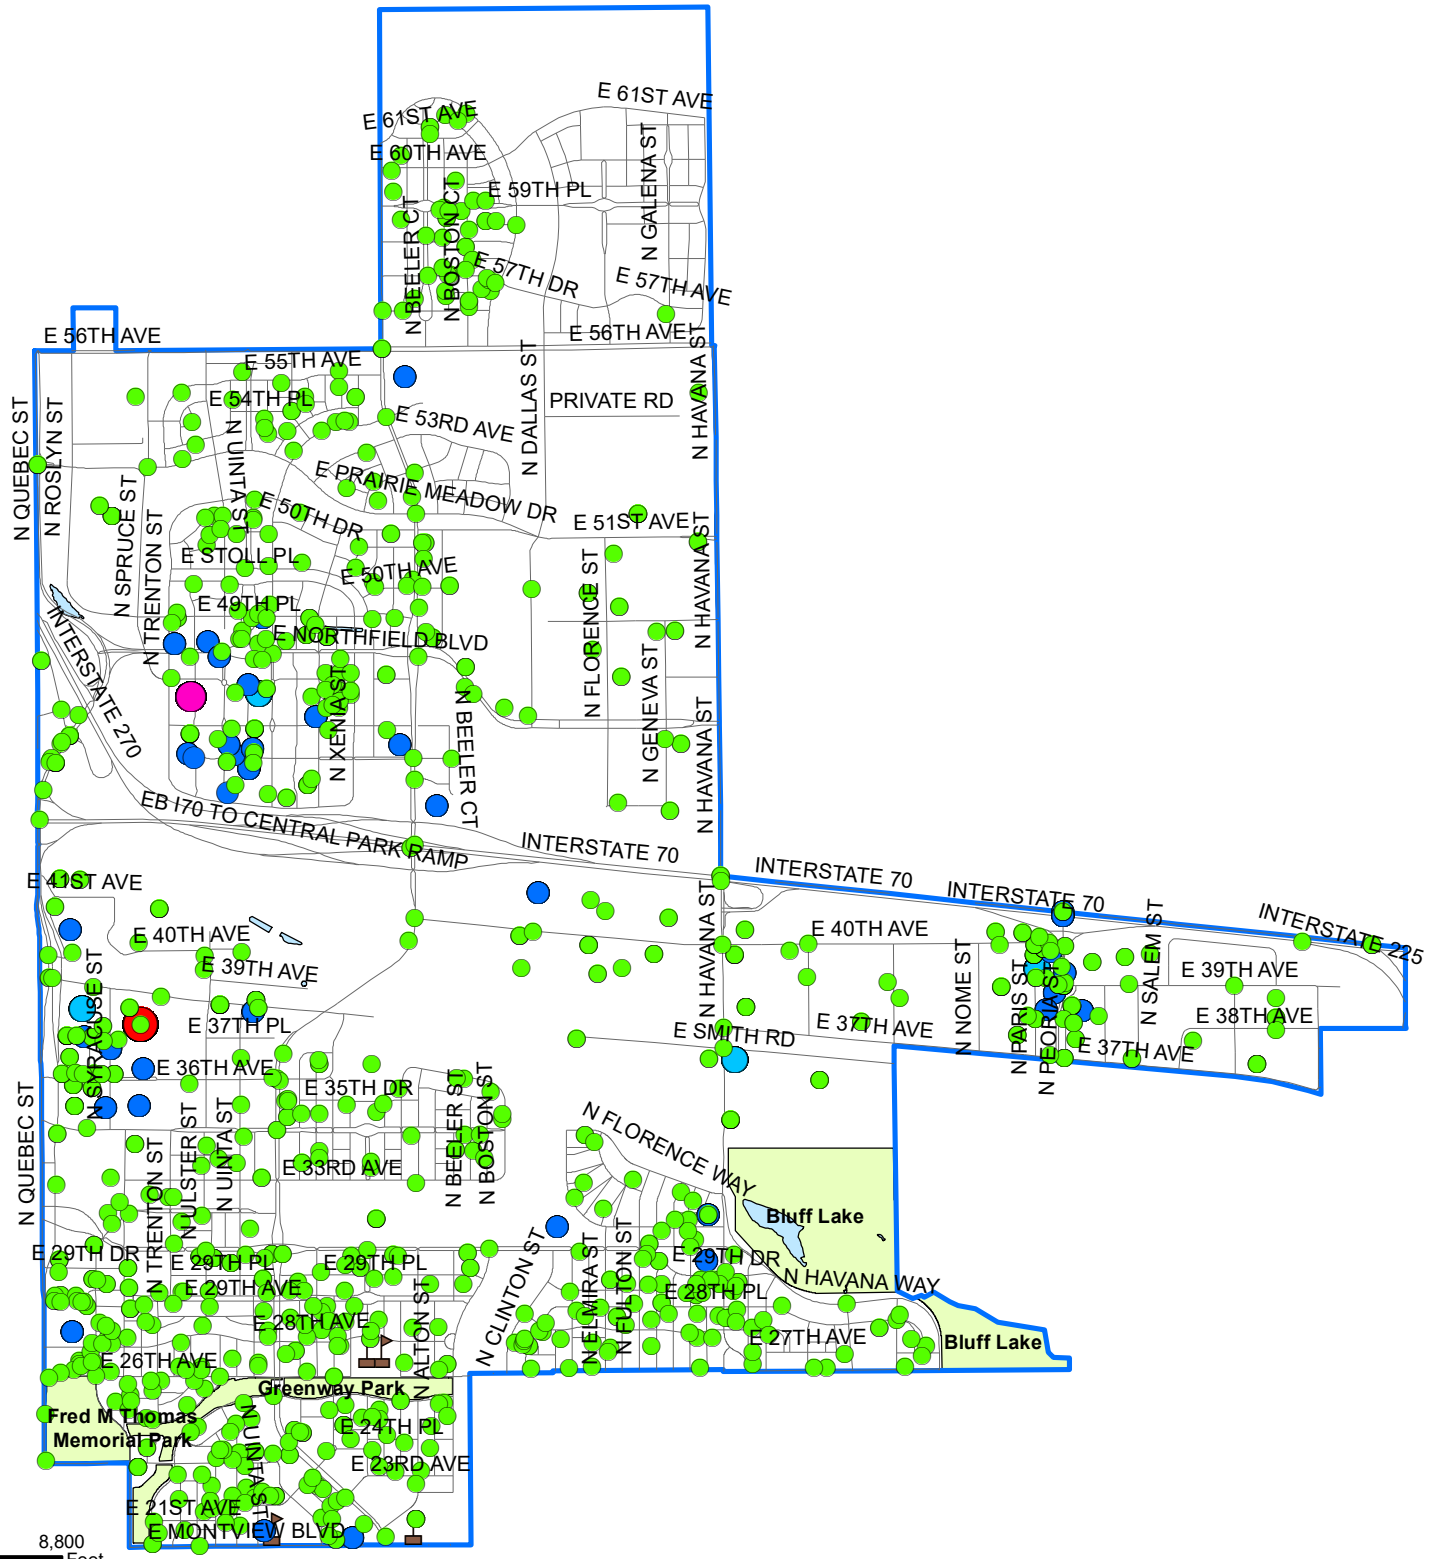 E 61ST AVE
E 61ST AVE
E 60TH AVE
N GALENA ST
E 59TH PL
N BEELER CT
N BOSTON CT
E 57TH DR
E 57TH AVE
E 56TH AVE
E 56TH AVE
N HAVANA ST
E 55TH AVE
N DALLAS ST
E 54TH PL
PRIVATE RD
N QUEBEC ST
N ROSLYN ST
E 53RD AVE
N UINTA ST
E PRAIRIE MEADOW DR
N SPRUCE ST
E 50TH DR
E 51ST AVE
N TRENTON ST
N HAVANA ST
E STOLL PL
E 50TH AVE
N FLORENCE ST
E 49TH PL
INTERSTATE 270
E NORTHFIELD BLVD
N GENEVA ST
N XENIA ST
N BEELER CT
N HAVANA ST
EB I70 TO CENTRAL PARK RAMP
INTERSTATE 70
INTERSTATE 70
INTERSTATE 70
E 41ST AVE
INTERSTATE 225
N HAVANA ST
E 40TH AVE
E 40TH AVE
N SALEM ST
E 39TH AVE
E 39TH AVE
N SYRACUSE ST
N NOME ST
N PARIS ST
N PEORIA ST
E 37TH PL
E SMITH RD
E 37TH AVE
E 38TH AVE
E 37TH AVE
E 36TH AVE
E 35TH DR
N QUEBEC ST
N ULSTER ST
N UINTA ST
N BEELER ST
N BOSTON ST
N FLORENCE WAY
N TRENTON ST
E 33RD AVE
Bluff Lake
E 29TH DR
E 29TH PL
E 29TH PL
N CLINTON ST
N ELMIRA ST
N FULTON ST
E 29TH DR
N HAVANA WAY
E 29TH AVE
E 28TH PL
N ALTON ST
E 28TH AVE
E 27TH AVE
Bluff Lake
E 26TH AVE
Greenway Park
Fred M Thomas
Memorial Park
N UINTA ST
E 24TH PL
E 23RD AVE
E 21ST AVE
E MONTVIEW BLVD
8,800
Feet